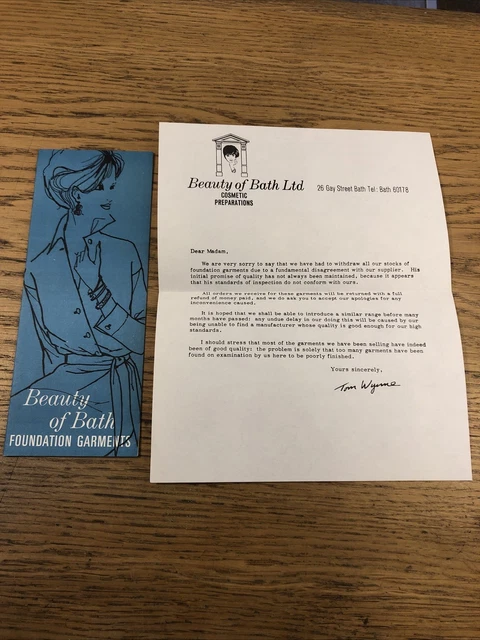 Beauty of Bath Ltd
COSMETIC
PREPARATIONS
26 Gay Street Bath Tel: Bath 60178
Dear Madam,
We are very sorry to say that we have had to withdraw all our stocks of
foundation garments due to a fundamental disagreement with our supplier. His
initial promise of quality has not always been maintained, because it appears
that his standards of inspection do not conform with ours.
All orders we receive for these garments will be returned with a full
refund of money paid, and we do ask you to accept our apologies for any
inconvenience caused.
It is hoped that we shall be able to introduce a similar range before many
months have passed: any undue delay in our doing this will be caused by our
being unable to find a manufacturer whose quality is good enough for our high
standards.
I should stress that most of the garments we have been selling have indeed
been of good quality: the problem is solely that too many garments have been
found on examination by us here to be poorly finished.
Yours sincerely,
Tom Wynne
Beauty
of Bath
FOUNDATION GARMENTS